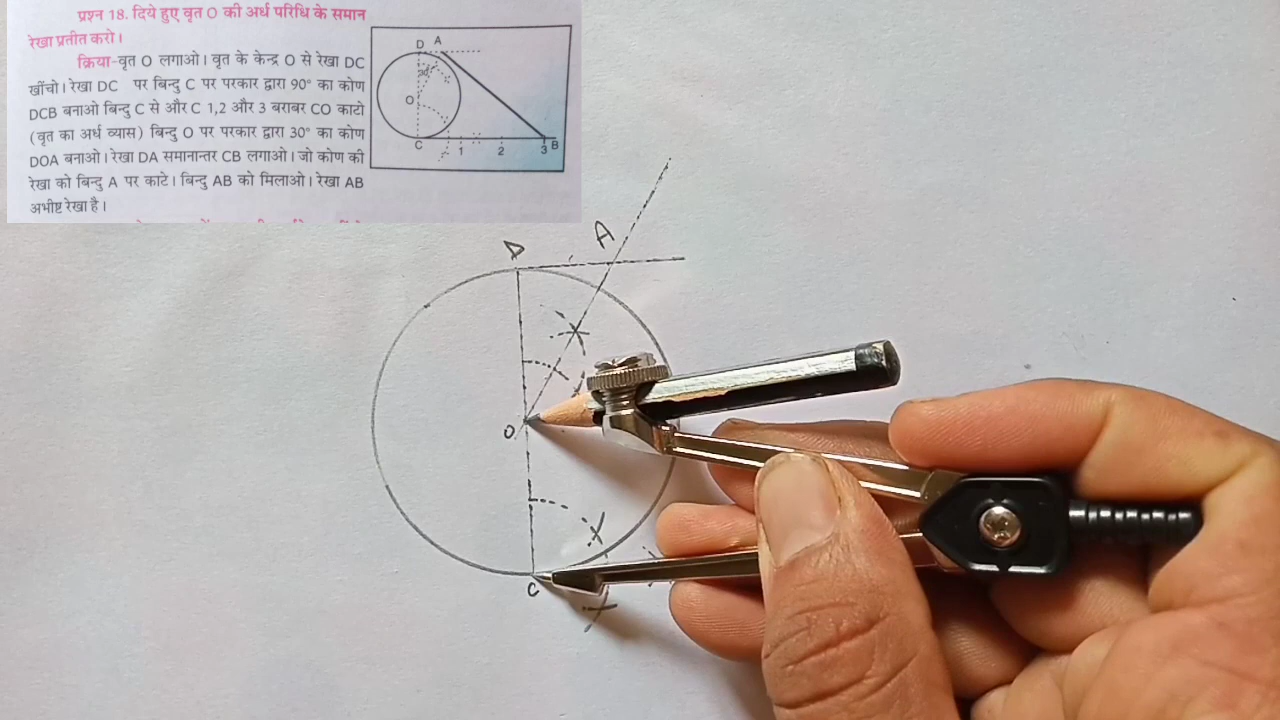 प्रश्न 18. दिये हुए वृत O की अर्ध परिधि के समान
रेखा प्रतीत करो।
क्रिया-वृत O लगाओ। वृत के केन्द्र O से रेखा DC
खींचो। रेखा DC पर बिन्दु C पर परकार द्वारा 90° का कोण
DCB बनाओ बिन्दु C से और C 1,2 और 3 बराबर CO काटो
(वृत का अर्ध व्यास) बिन्दु O पर परकार द्वारा 30° का कोण
DOA बनाओ। रेखा DA समानान्तर CB लगाओ। जो कोण की
रेखा को बिन्दु A पर काटे। बिन्दु AB को मिलाओ। रेखा AB
अभीष्ट रेखा है।
D A
30°
O
C 1 2 3 B
D A
O
C